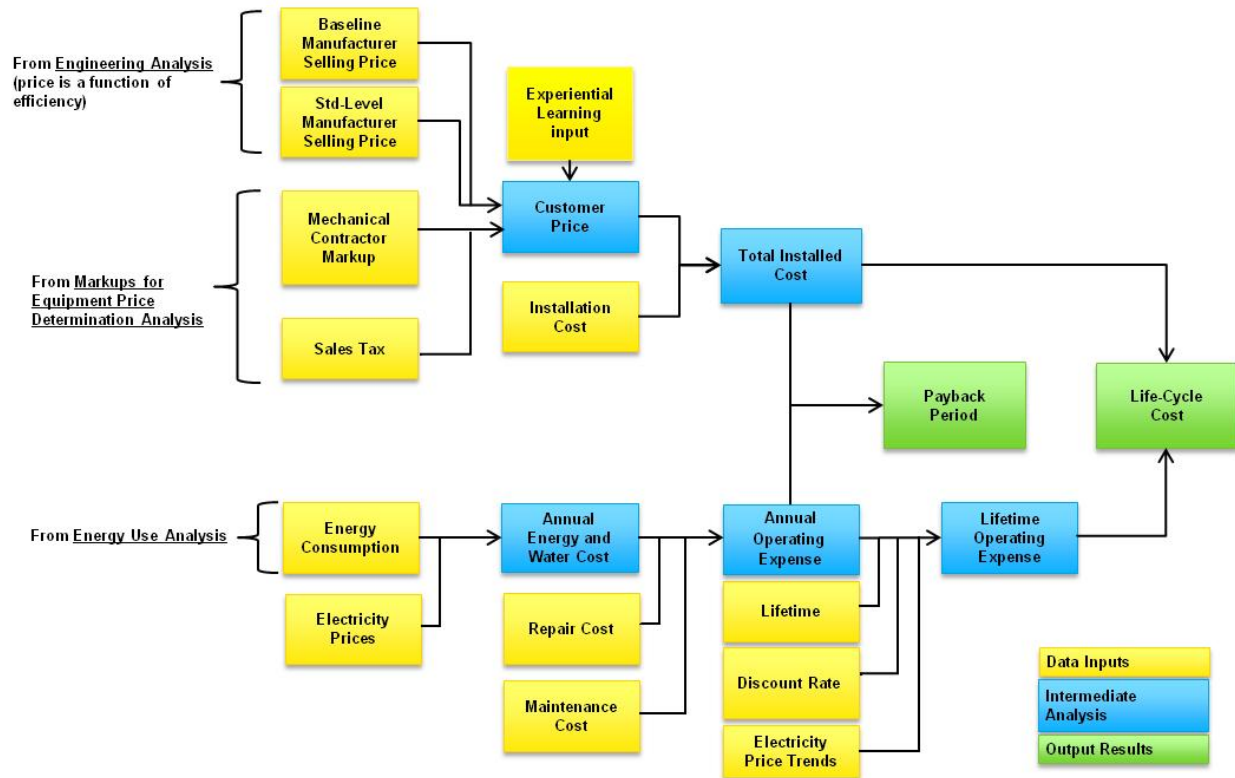 Baseline
Manufacturer
Selling Price
From Engineering Analysis
(price is a function of
efficiency)
Std-Level
Manufacturer
Selling Price
Experiential
Learning
input
Mechanical
Contractor
Markup
Customer
Price
Total Installed
Cost
From Markups for
Equipment Price
Determination Analysis
Installation
Cost
Sales Tax
Payback
Period
Life-Cycle
Cost
From Energy Use Analysis
Energy
Consumption
Annual
Energy and
Water Cost
Annual
Operating
Expense
Lifetime
Operating
Expense
Electricity
Prices
Repair Cost
Lifetime
Maintenance
Cost
Discount Rate
Electricity
Price Trends
Data Inputs
Intermediate
Analysis
Output Results